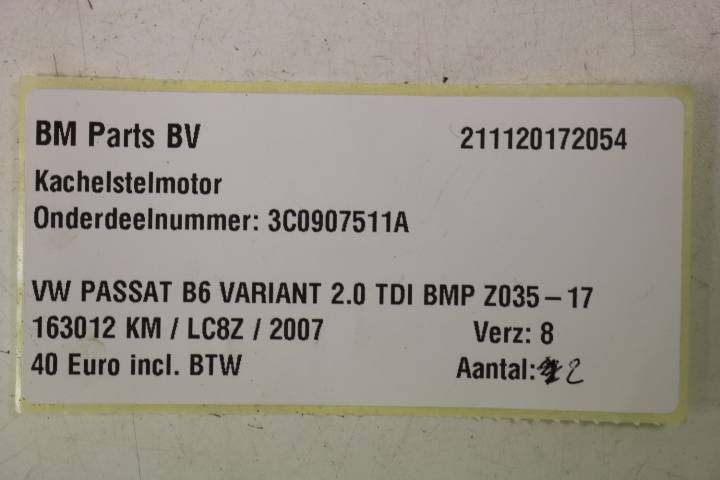 BM Parts BV 211120172054
Kachelstelmotor
Onderdeelnummer: 3C0907511A
VW PASSAT B6 VARIANT 2.0 TDI BMP Z035-17
163012 KM / LC8Z / 2007 Verz: 8
40 Euro incl. BTW Aantal: 2